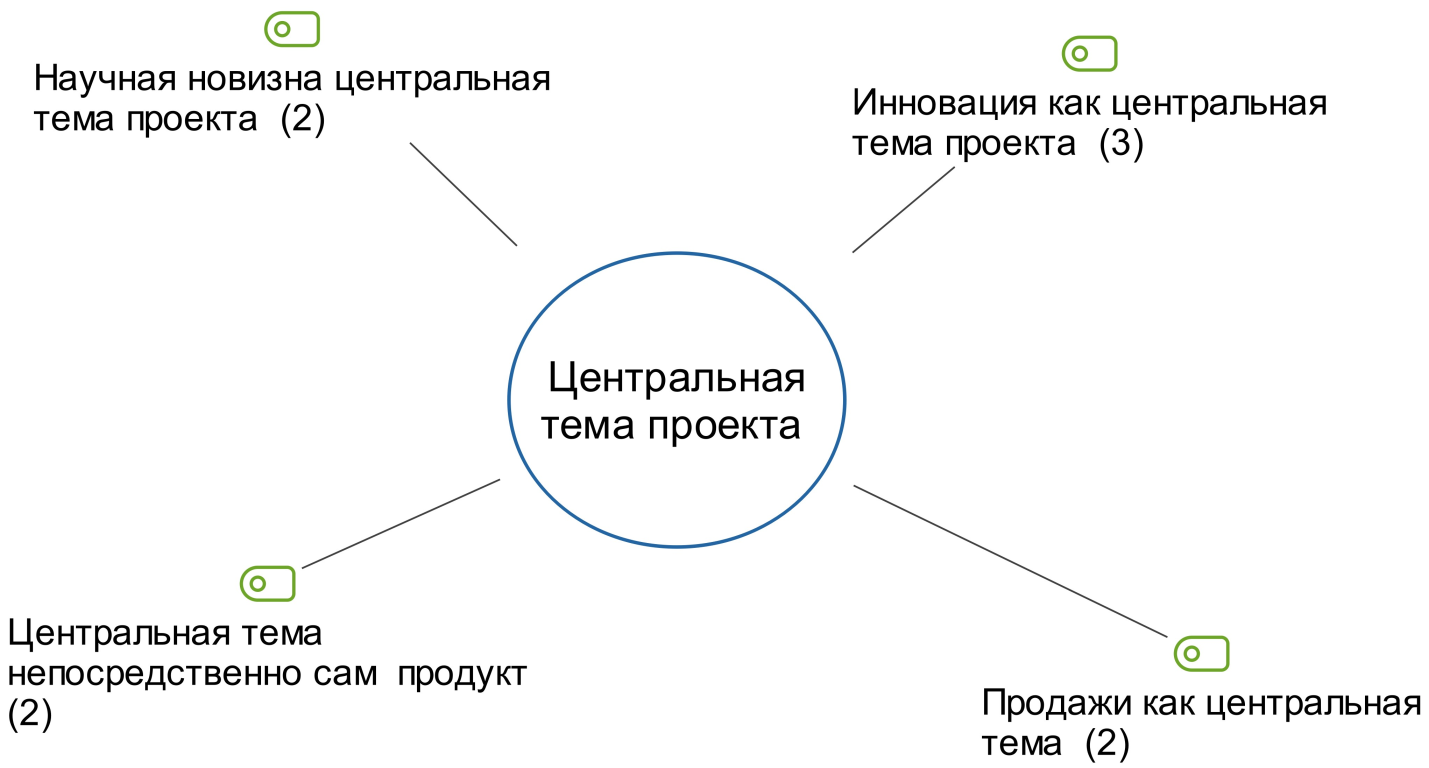 Научная новизна центральная
тема проекта (2)
Инновация как центральная
тема проекта (3)
Центральная
тема проекта
Центральная тема
непосредственно сам продукт
(2)
Продажи как центральная
тема (2)